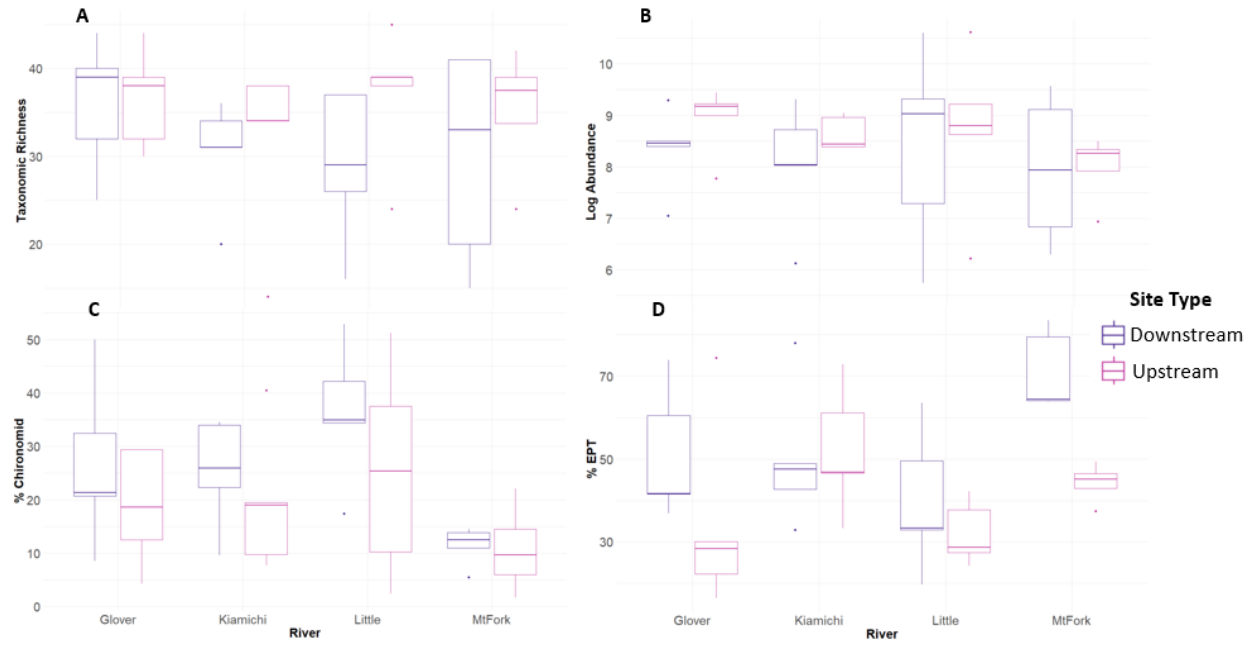 A
B
Taxonomic Richness
40
30
20
Log Abundance
10
9
8
7
6
C
D
Site Type
Downstream
Upstream
% Chironomid
50
40
30
20
10
0
% EPT
70
50
30
Glover Kiamichi Little MtFork
River
Glover Kiamichi Little MtFork
River